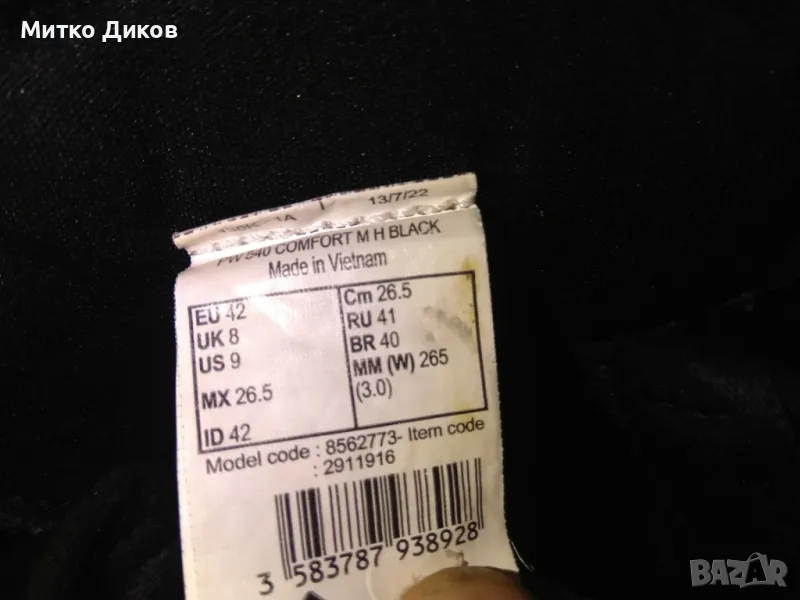 Митко Диков
13/7/22
1A
PW 540 COMFORT M H BLACK
Made in Vietnam
EU 42
UK 8
US 9
MX 26.5
ID 42
Cm 26.5
RU 41
BR 40
MM (W) 265
(3.0)
Model code : 8562773- Item code
: 2911916
3 583787 938928
BAZAR